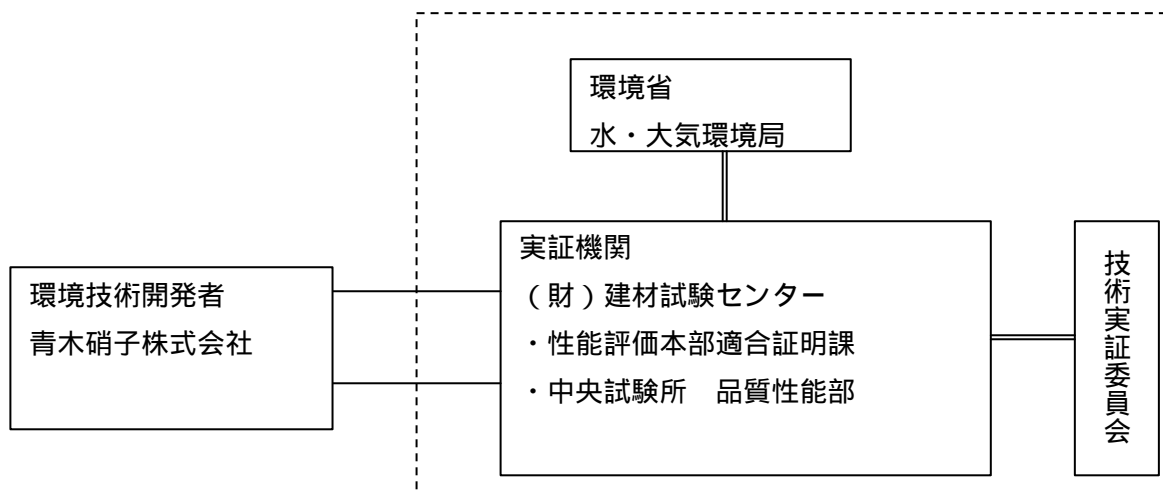 環境省
水・大気環境局
環境技術開発者
青木硝子株式会社
実証機関
（財）建材試験センター
・性能評価本部適合証明課
・中央試験所　品質性能部
技術実証委員会